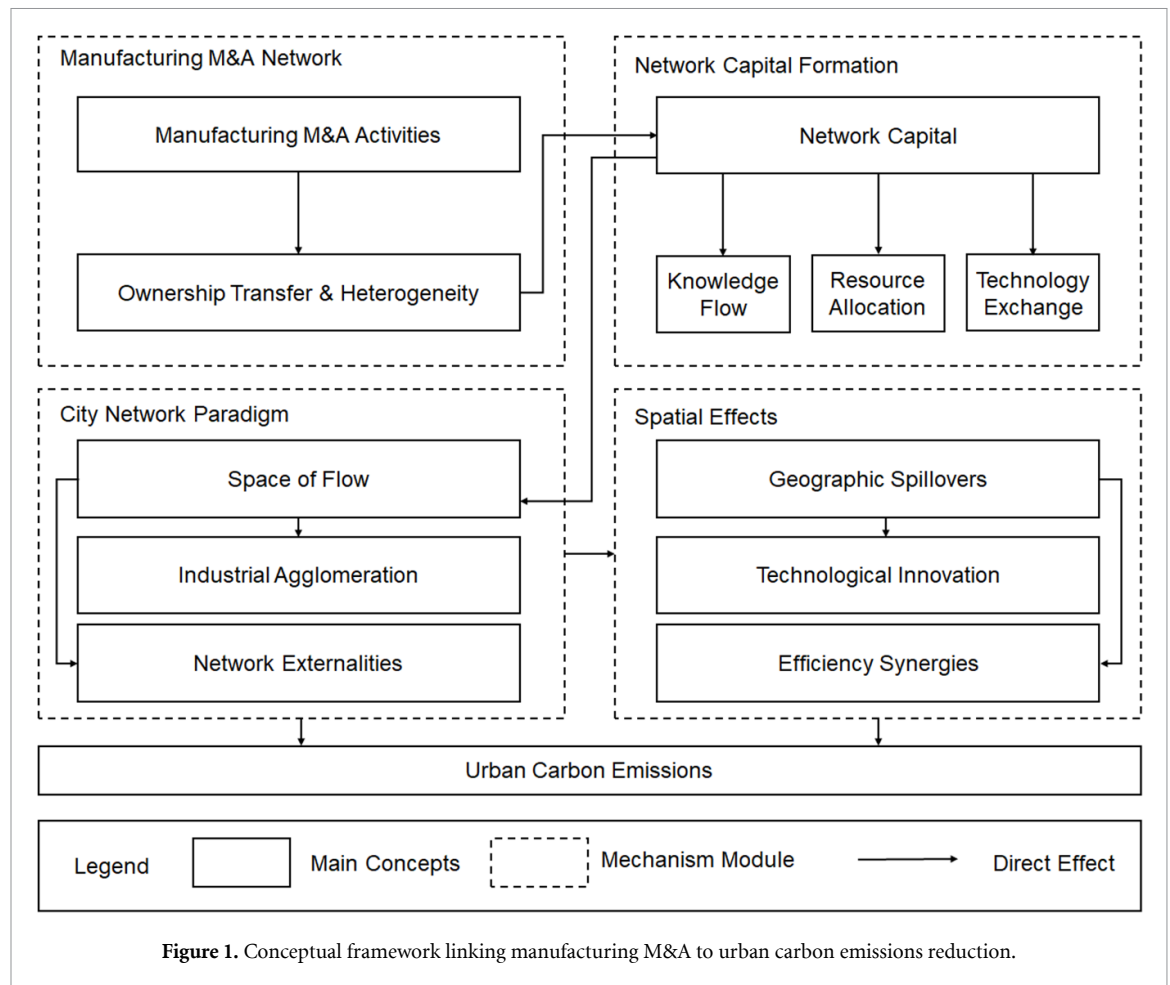 Manufacturing M&A Network
Manufacturing M&A Activities
Ownership Transfer & Heterogeneity
Network Capital Formation
Network Capital
Knowledge
Flow
Resource
Allocation
Technology
Exchange
City Network Paradigm
Space of Flow
Industrial Agglomeration
Network Externalities
Spatial Effects
Geographic Spillovers
Technological Innovation
Efficiency Synergies
Urban Carbon Emissions
Legend
Main Concepts
Mechanism Module
Direct Effect
Figure 1. Conceptual framework linking manufacturing M&A to urban carbon emissions reduction.